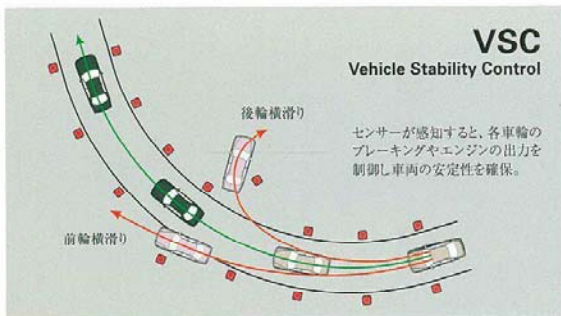 VSC
Vehicle Stability Control
後輪横滑り
センサーが感知すると、各車輪の
ブレーキングやエンジンの出力を
制御し車両の安定性を確保。
前輪横滑り